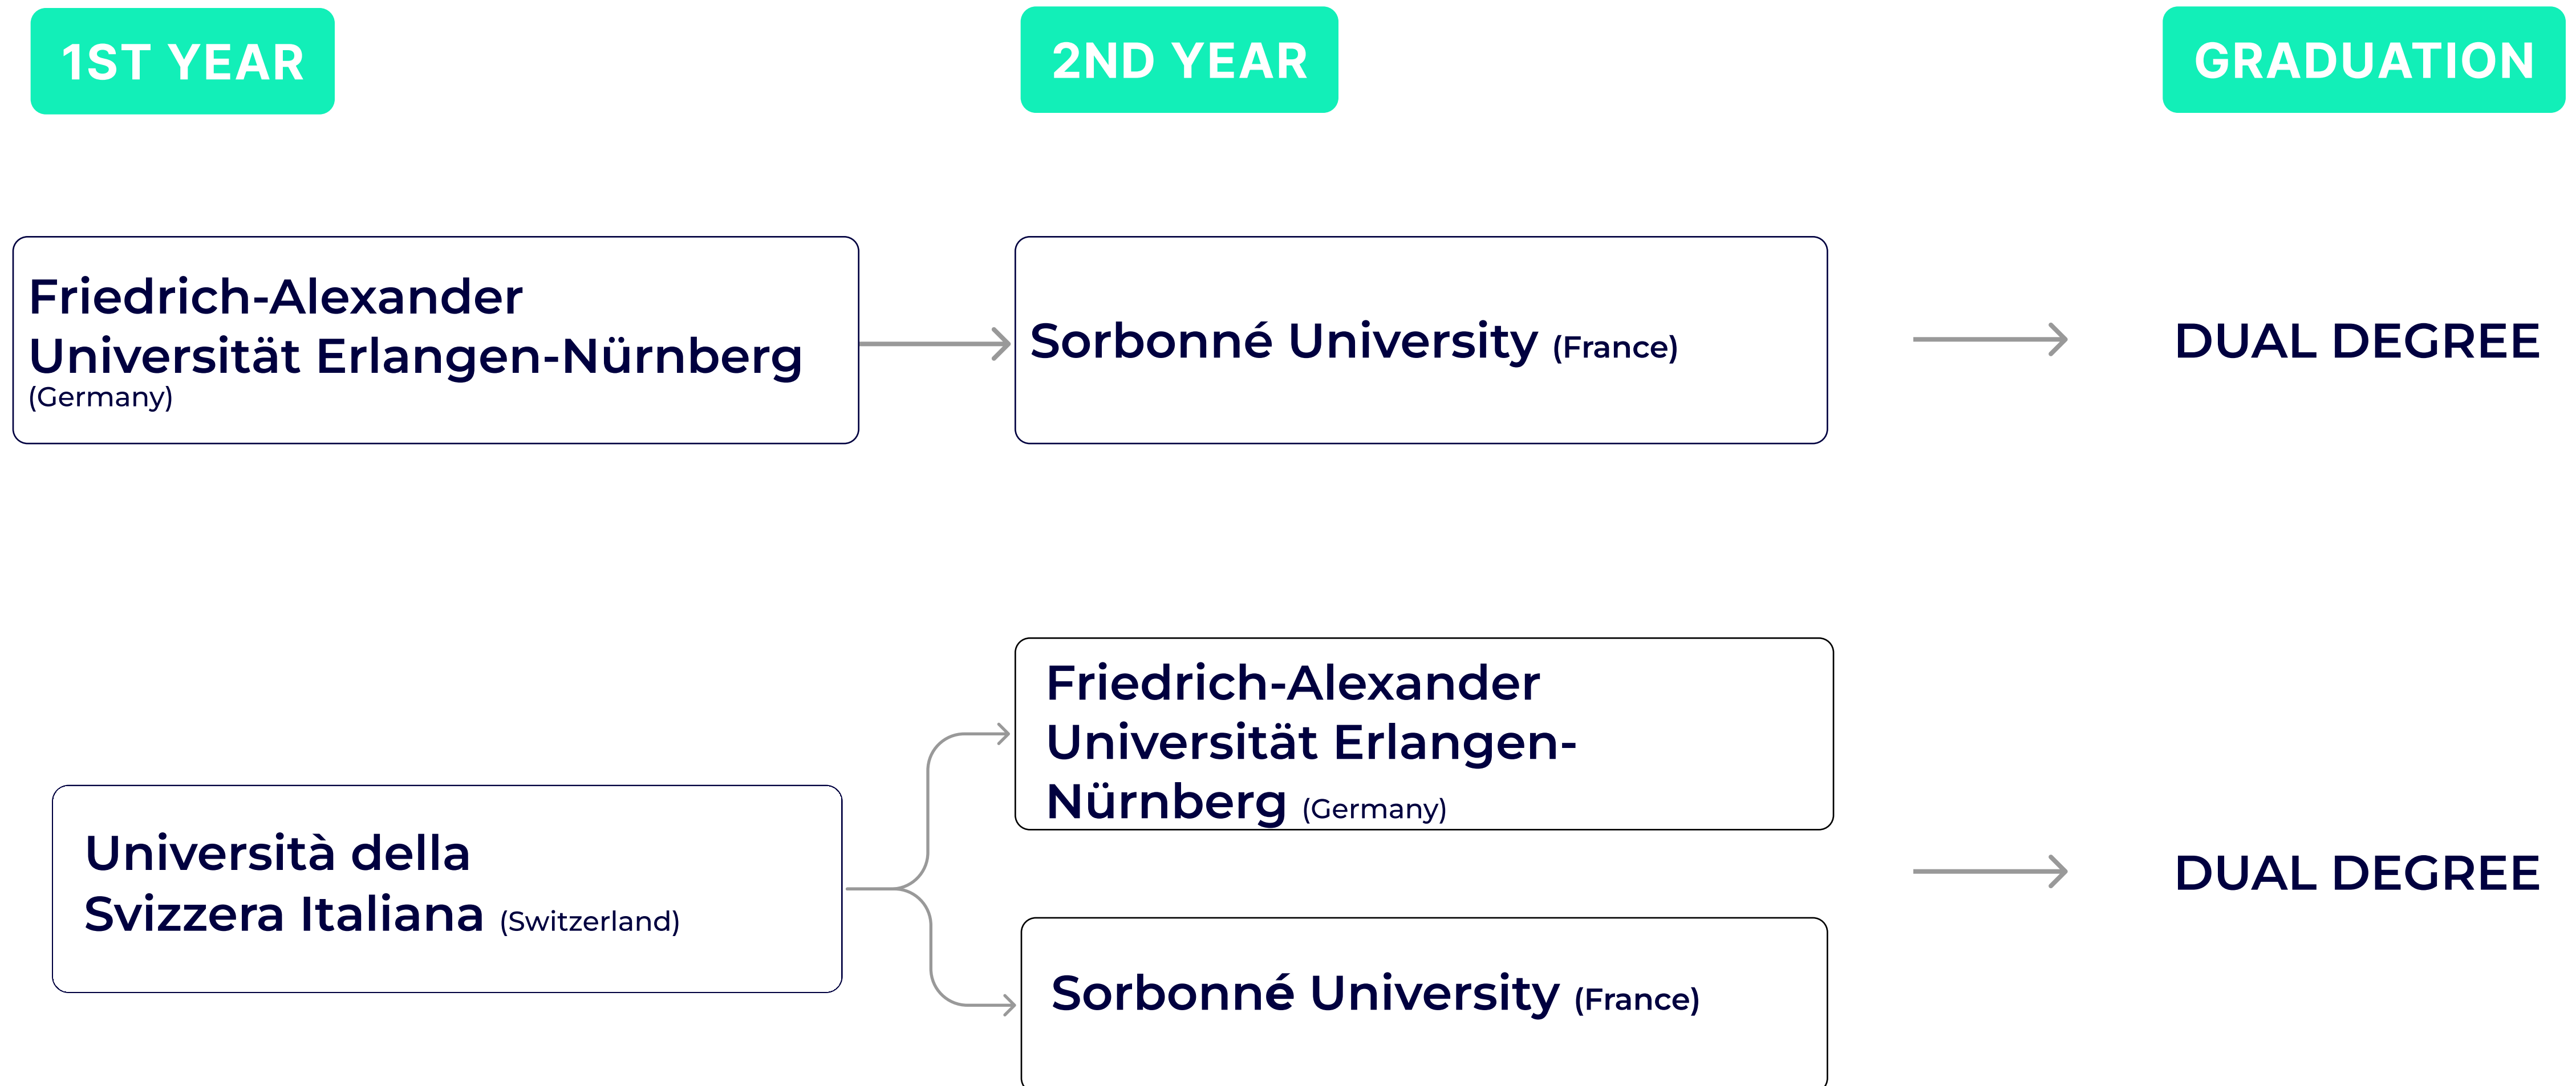 1ST YEAR
2ND YEAR
GRADUATION
Friedrich-Alexander
Universität Erlangen-Nürnberg
(Germany)
Sorbonné University (France)
DUAL DEGREE
Università della
Svizzera Italiana (Switzerland)
Friedrich-Alexander
Universität Erlangen-
Nürnberg (Germany)
Sorbonné University (France)
DUAL DEGREE